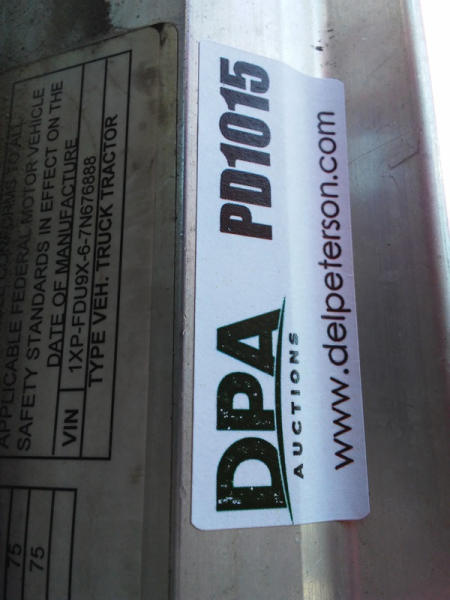 APPLICABLE FEDERAL MOTOR VEHICLE
SAFETY STANDARDS IN EFFECT ON THE
DATE OF MANUFACTURE
VIN 1XP-FDU9X-6-7N676888
TYPE VEH. TRUCK TRACTOR
75
75
DPA
AUCTIONS
PD1015
www.delpeterson.com